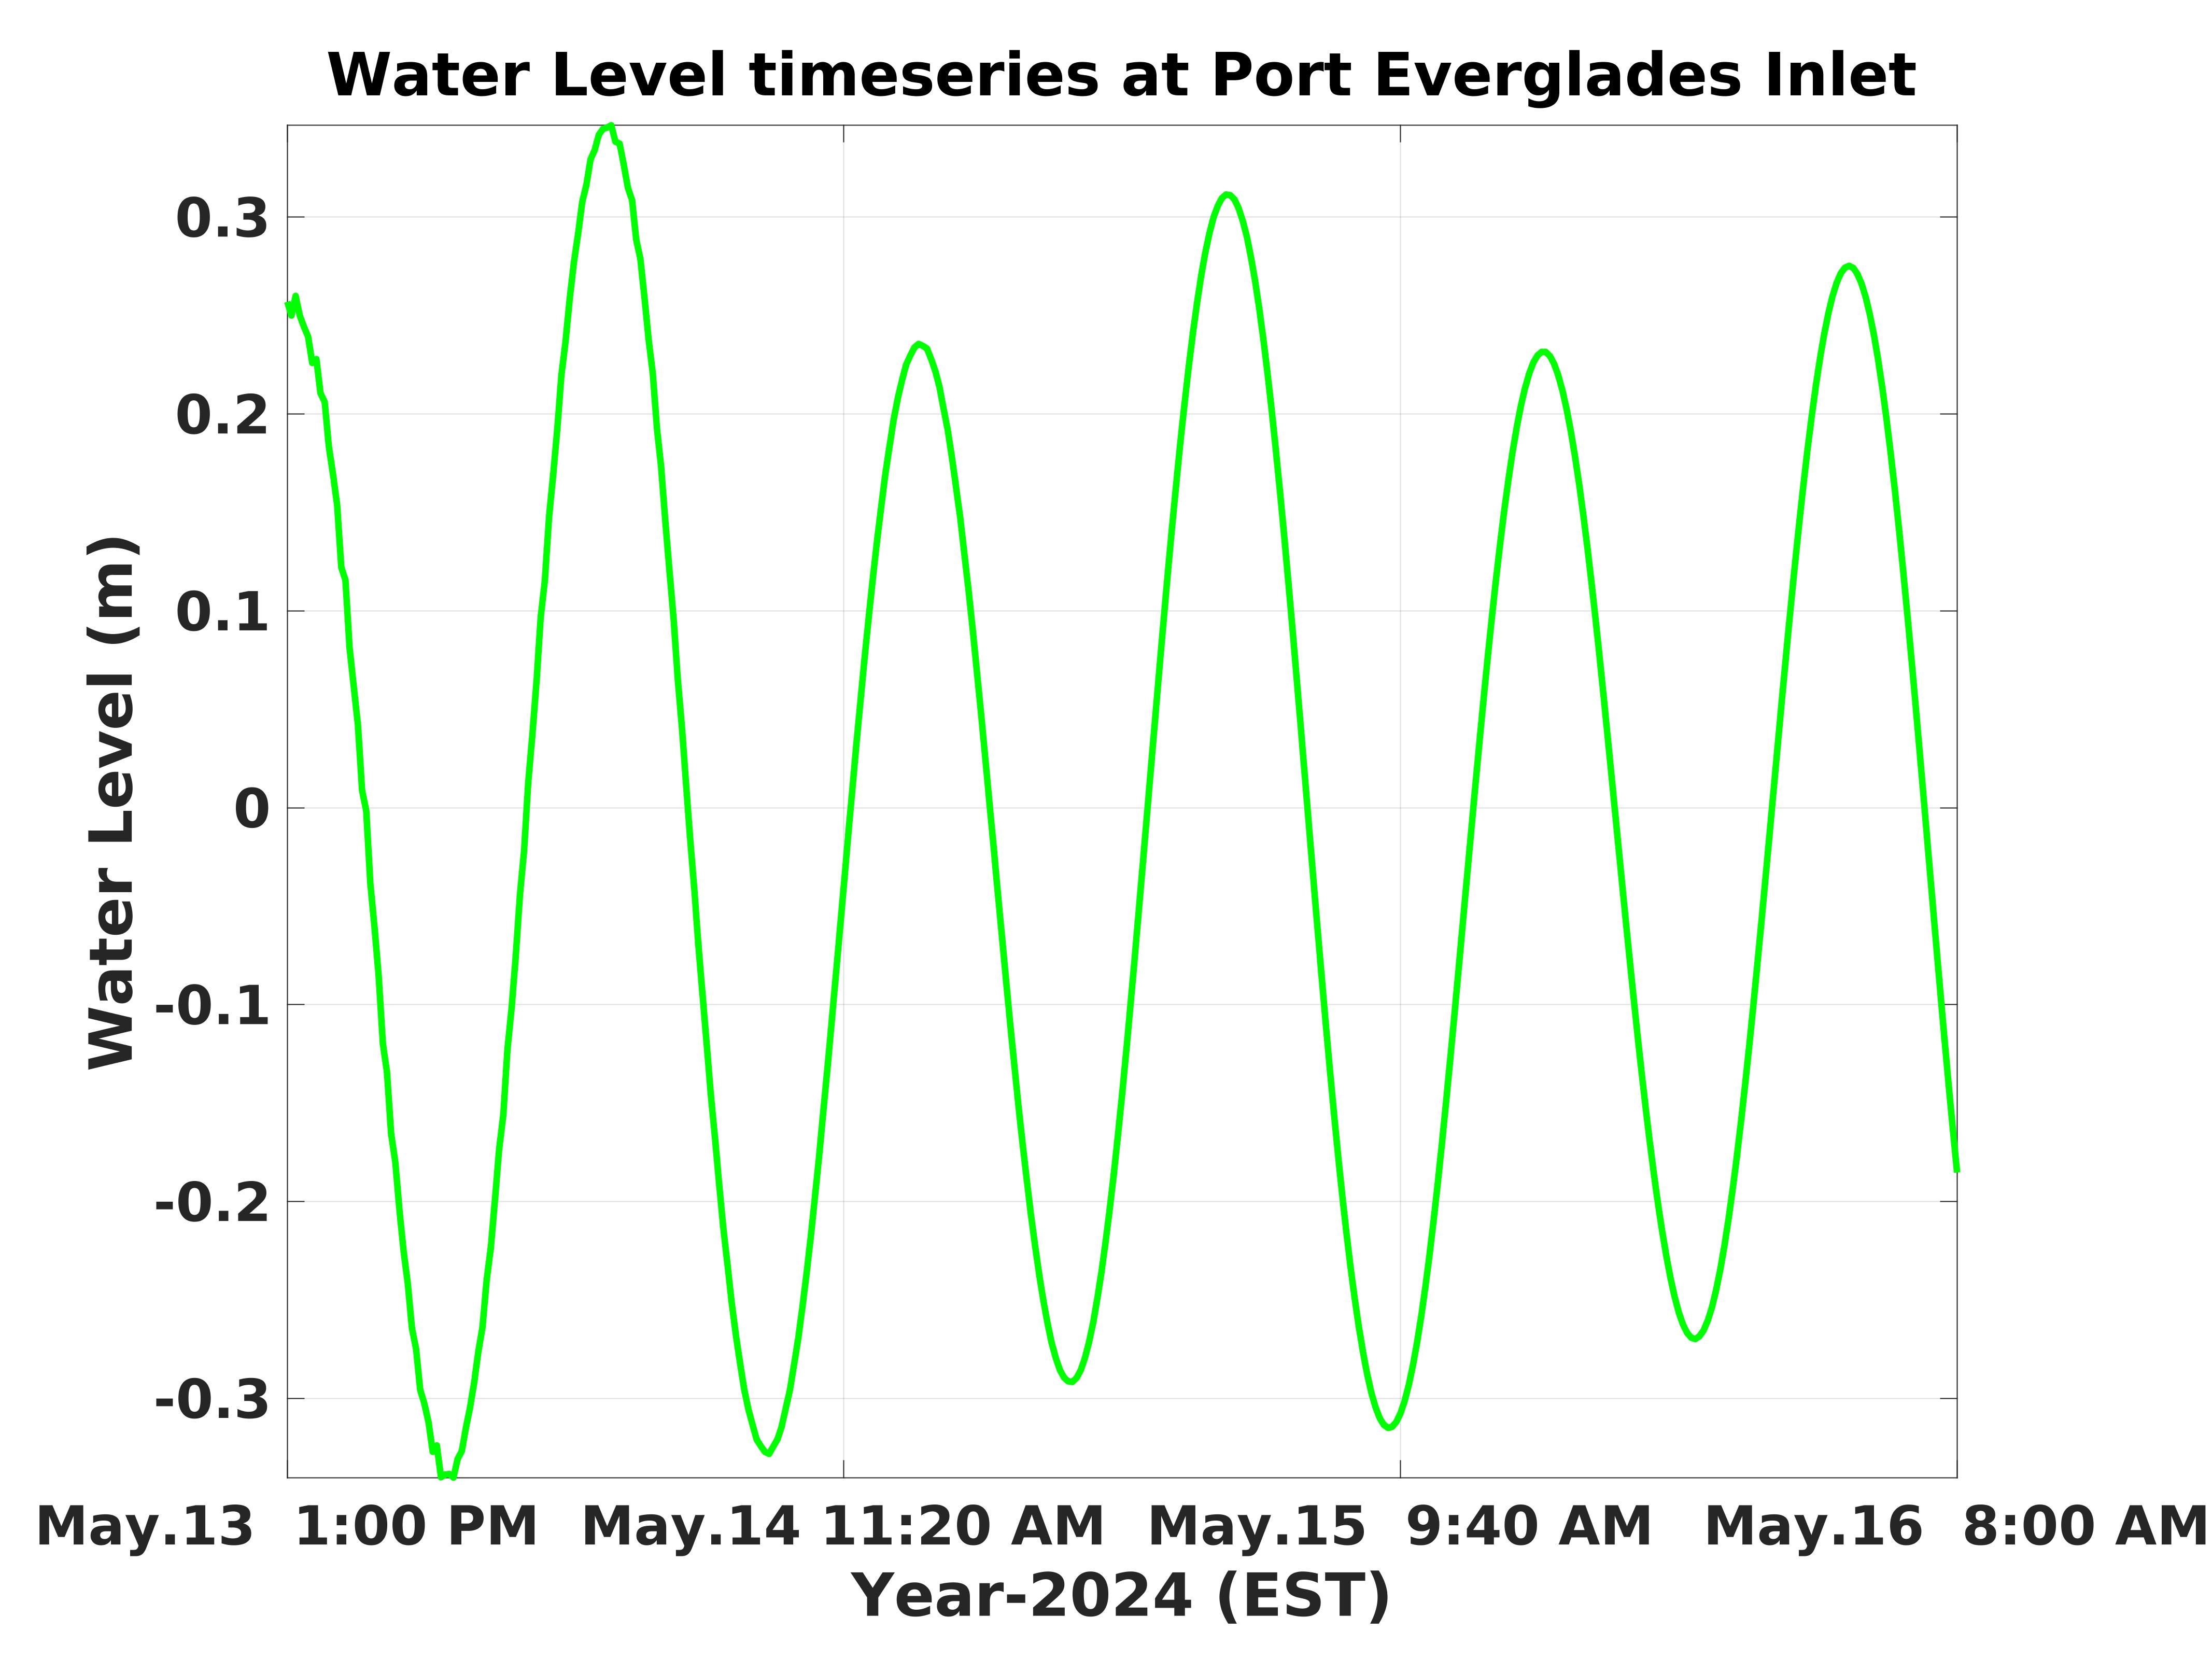 Water Level timeseries at Port Everglades Inlet
0.3
0.2
0.1
0
-0.1
-0.2
-0.3
Water Level (m)
May.13 1:00 PM May.14 11:20 AM May.15 9:40 AM May.16 8:00 AM
Year-2024 (EST)